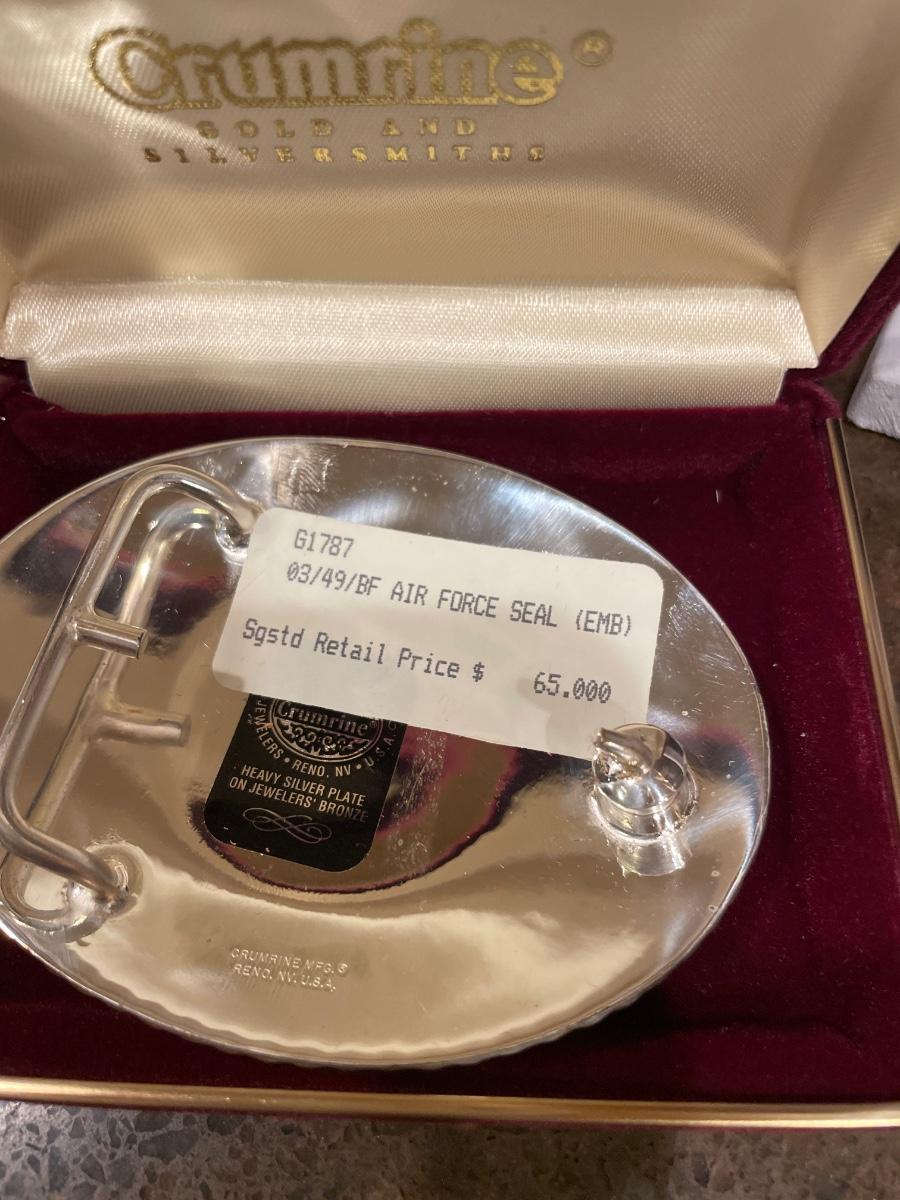 Crumrine®
GOLD AND
SILVERSMITHS
G1787
03/49/BF AIR FORCE SEAL (EMB)
Sgstd Retail Price $ 65.000
Crumrine®
JEWELERS • RENO, NV • U.S.A.
HEAVY SILVER PLATE
ON JEWELERS' BRONZE
CRUMRINE MFG.®
RENO, NV. U.S.A.